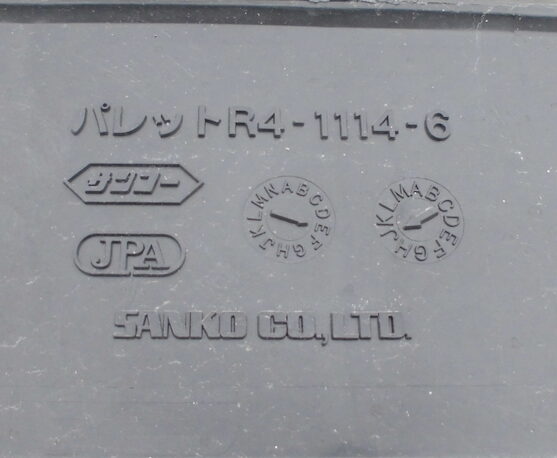 パレットR4-1114-6
サンコー
ABCDEFGHJKLMN
ABCDEFGHJKLM
JPA
SANKO CO.,LTD.